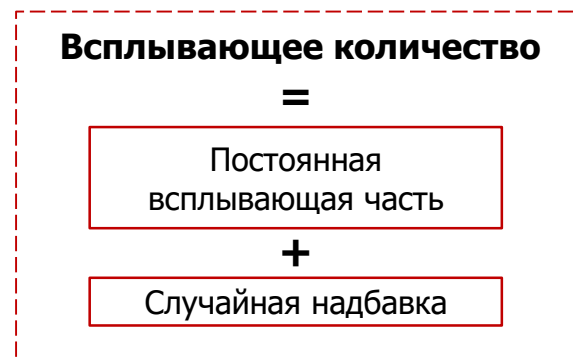 Всплывающее количество
=
Постоянная
всплывающая часть
+
Случайная надбавка